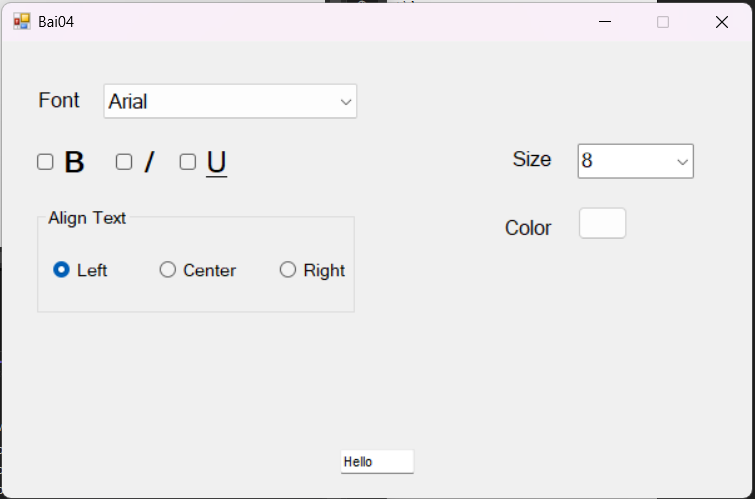 Bai04
Font Arial
B I U
Size 8
Align Text
Color
Left Center Right
Hello